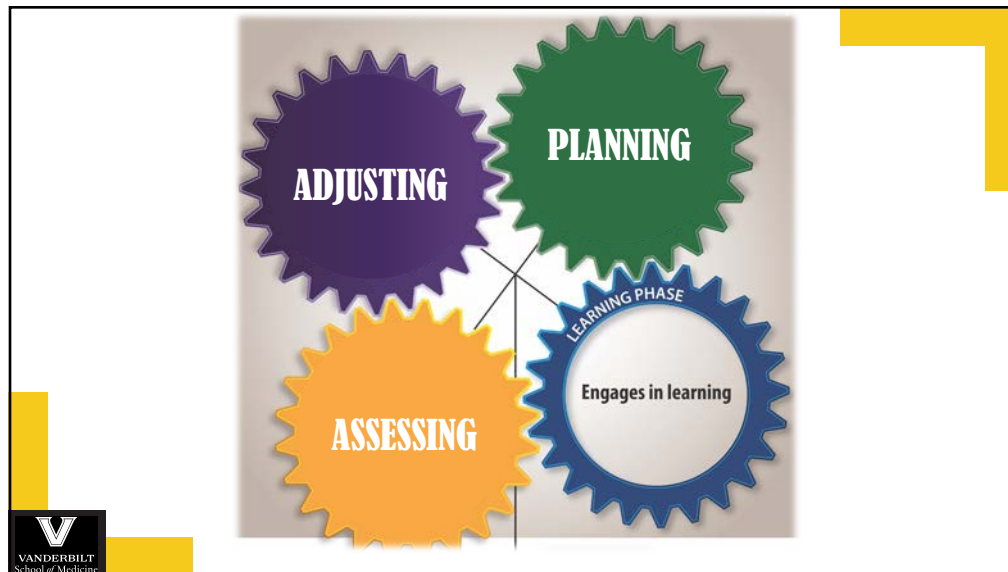 PLANNING
ADJUSTING
LEARNING PHASE
Engages in learning
ASSESSING
V
VANDERBILT
School of Medicine